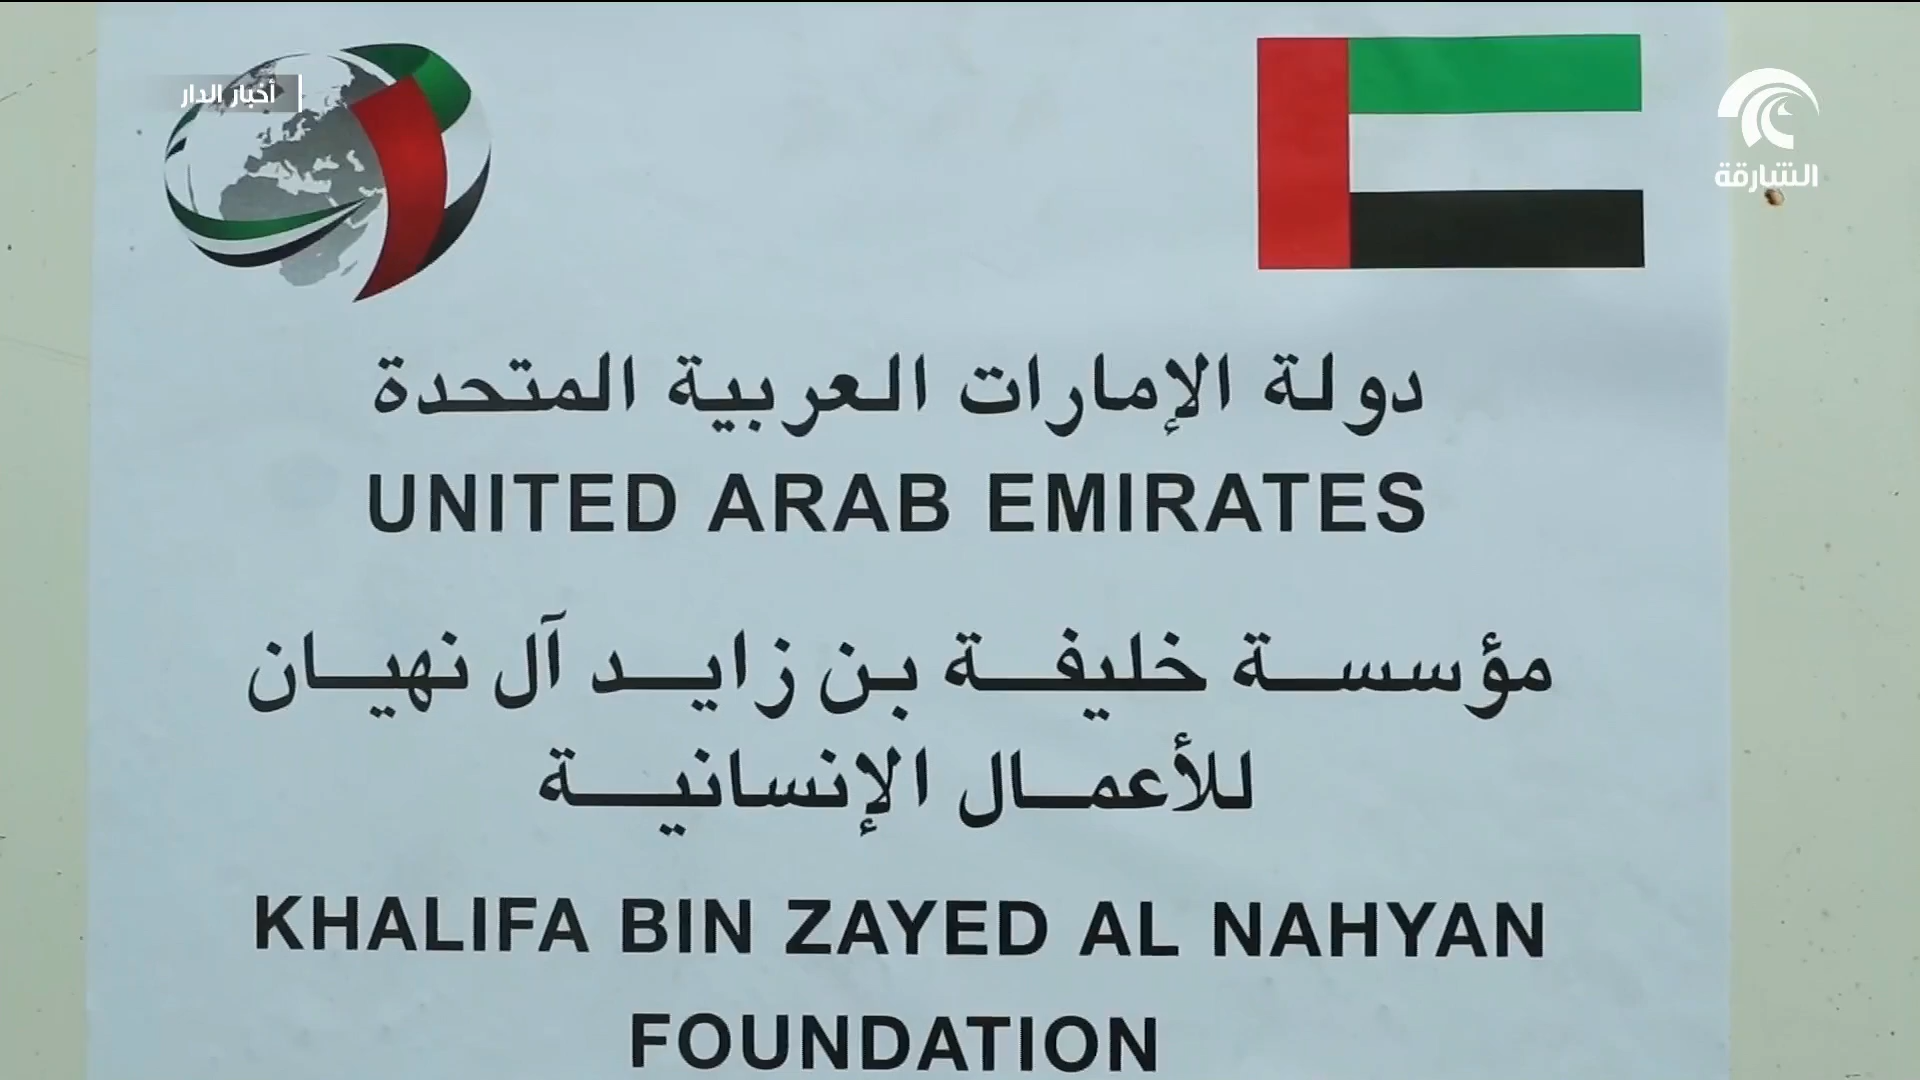 أخبار الدار
الشارقة
دولة الإمارات العربية المتحدة
UNITED ARAB EMIRATES
مؤسسة خليفة بن زايد آل نهيان
للأعمال الإنسانية
KHALIFA BIN ZAYED AL NAHYAN
FOUNDATION